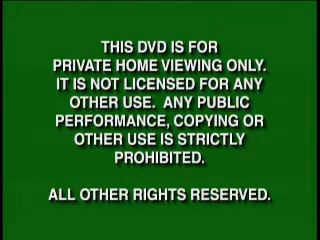 THIS DVD IS FOR
PRIVATE HOME VIEWING ONLY.
IT IS NOT LICENSED FOR ANY
OTHER USE.  ANY PUBLIC
PERFORMANCE, COPYING OR
OTHER USE IS STRICTLY
PROHIBITED.
ALL OTHER RIGHTS RESERVED.